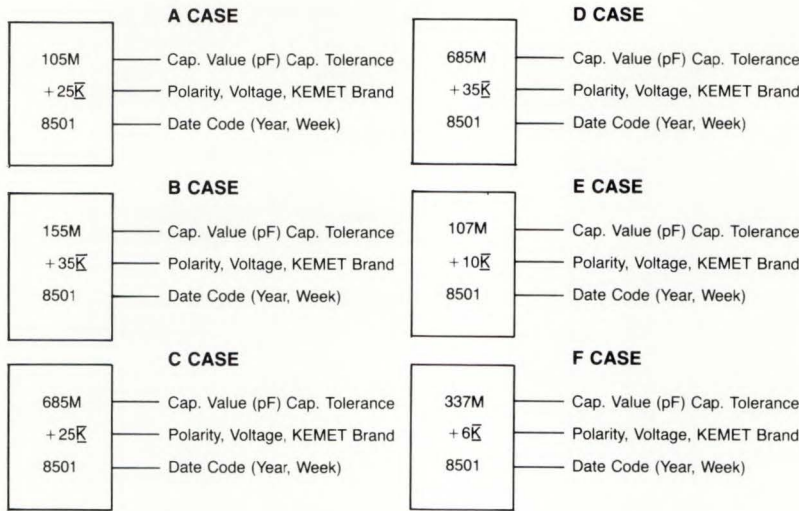 A CASE
105M Cap. Value (pF) Cap. Tolerance
+25K Polarity, Voltage, KEMET Brand
8501 Date Code (Year, Week)
B CASE
155M Cap. Value (pF) Cap. Tolerance
+35K Polarity, Voltage, KEMET Brand
8501 Date Code (Year, Week)
C CASE
685M Cap. Value (pF) Cap. Tolerance
+25K Polarity, Voltage, KEMET Brand
8501 Date Code (Year, Week)
D CASE
685M Cap. Value (pF) Cap. Tolerance
+35K Polarity, Voltage, KEMET Brand
8501 Date Code (Year, Week)
E CASE
107M Cap. Value (pF) Cap. Tolerance
+10K Polarity, Voltage, KEMET Brand
8501 Date Code (Year, Week)
F CASE
337M Cap. Value (pF) Cap. Tolerance
+6K Polarity, Voltage, KEMET Brand
8501 Date Code (Year, Week)